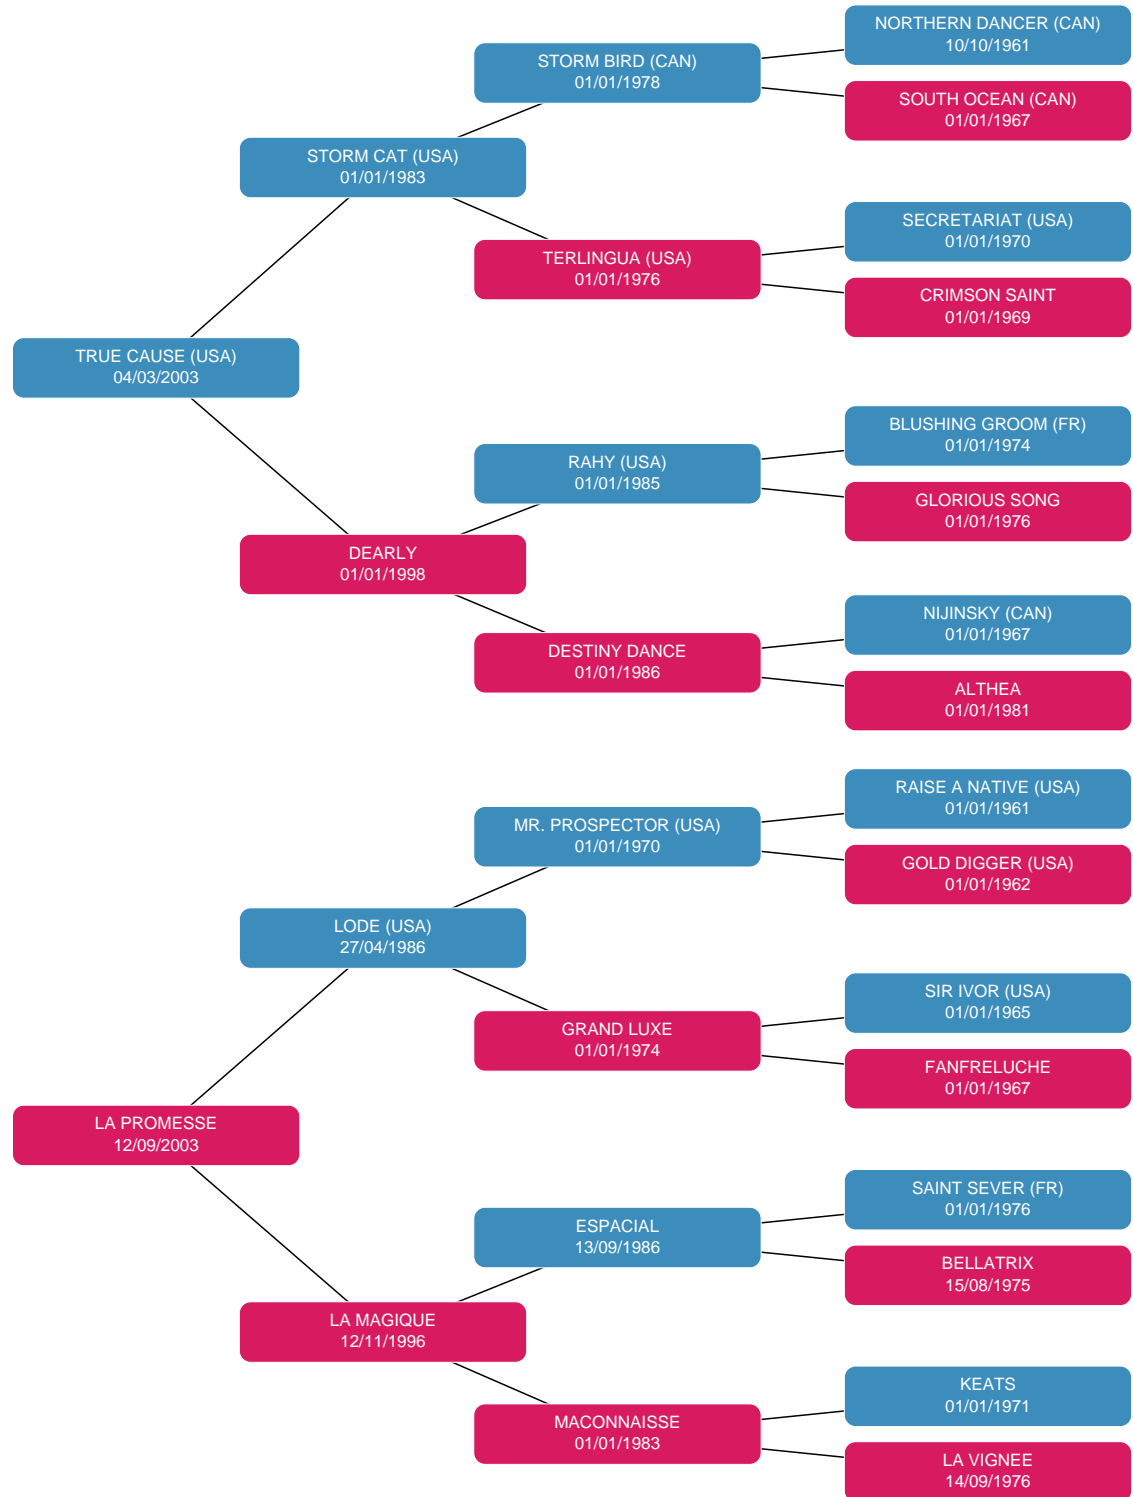 NORTHERN DANCER (CAN)
10/10/1961
STORM BIRD (CAN)
01/01/1978
SOUTH OCEAN (CAN)
01/01/1967
STORM CAT (USA)
01/01/1983
SECRETARIAT (USA)
01/01/1970
TERLINGUA (USA)
01/01/1976
CRIMSON SAINT
01/01/1969
TRUE CAUSE (USA)
04/03/2003
BLUSHING GROOM (FR)
01/01/1974
RAHY (USA)
01/01/1985
GLORIOUS SONG
01/01/1976
DEARLY
01/01/1998
NIJINSKY (CAN)
01/01/1967
DESTINY DANCE
01/01/1986
ALTHEA
01/01/1981
RAISE A NATIVE (USA)
01/01/1961
MR. PROSPECTOR (USA)
01/01/1970
GOLD DIGGER (USA)
01/01/1962
LODE (USA)
27/04/1986
SIR IVOR (USA)
01/01/1965
GRAND LUXE
01/01/1974
FANFRELUCHE
01/01/1967
LA PROMESSE
12/09/2003
SAINT SEVER (FR)
01/01/1976
ESPACIAL
13/09/1986
BELLATRIX
15/08/1975
LA MAGIQUE
12/11/1996
KEATS
01/01/1971
MACONNAISSE
01/01/1983
LA VIGNEE
14/09/1976